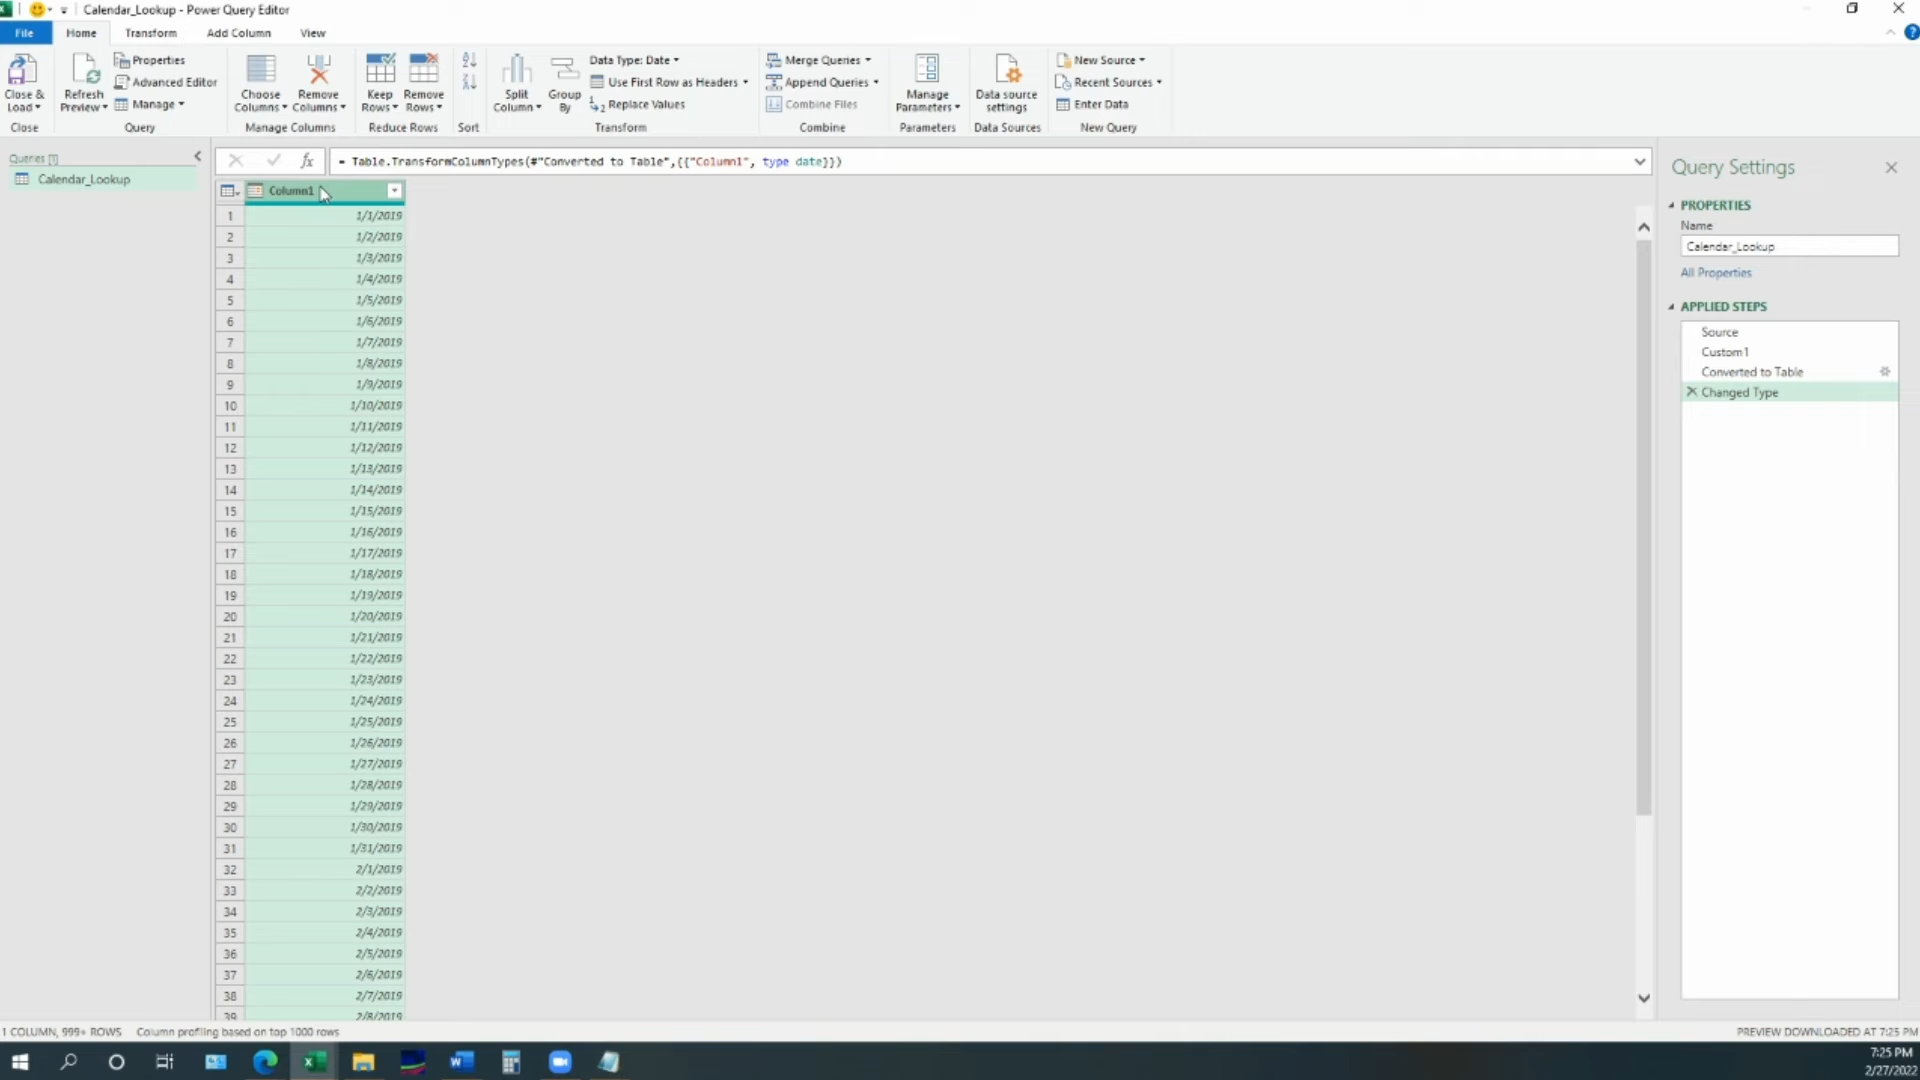 Calendar_Lookup - Power Query Editor
File Home Transform Add Column View
Close & Load
Close
Refresh Preview
Properties
Advanced Editor
Manage
Query
Choose Columns
Remove Columns
Manage Columns
Keep Rows
Remove Rows
Reduce Rows
Sort
Split Column
Group By
Data Type: Date
Use First Row as Headers
Replace Values
Transform
Merge Queries
Append Queries
Combine Files
Combine
Manage Parameters
Parameters
Data source settings
Data Sources
New Source
Recent Sources
Enter Data
New Query
Queries [1]
Calendar_Lookup
fx = Table.TransformColumnTypes(#"Converted to Table",{{"Column1", type date}})
Column1
1 1/1/2019
2 1/2/2019
3 1/3/2019
4 1/4/2019
5 1/5/2019
6 1/6/2019
7 1/7/2019
8 1/8/2019
9 1/9/2019
10 1/10/2019
11 1/11/2019
12 1/12/2019
13 1/13/2019
14 1/14/2019
15 1/15/2019
16 1/16/2019
17 1/17/2019
18 1/18/2019
19 1/19/2019
20 1/20/2019
21 1/21/2019
22 1/22/2019
23 1/23/2019
24 1/24/2019
25 1/25/2019
26 1/26/2019
27 1/27/2019
28 1/28/2019
29 1/29/2019
30 1/30/2019
31 1/31/2019
32 2/1/2019
33 2/2/2019
34 2/3/2019
35 2/4/2019
36 2/5/2019
37 2/6/2019
38 2/7/2019
39 2/8/2019
Query Settings
PROPERTIES
Name
Calendar_Lookup
All Properties
APPLIED STEPS
Source
Custom1
Converted to Table
Changed Type
1 COLUMN, 999+ ROWS Column profiling based on top 1000 rows
PREVIEW DOWNLOADED AT 7:25 PM
7:25 PM
2/27/2022